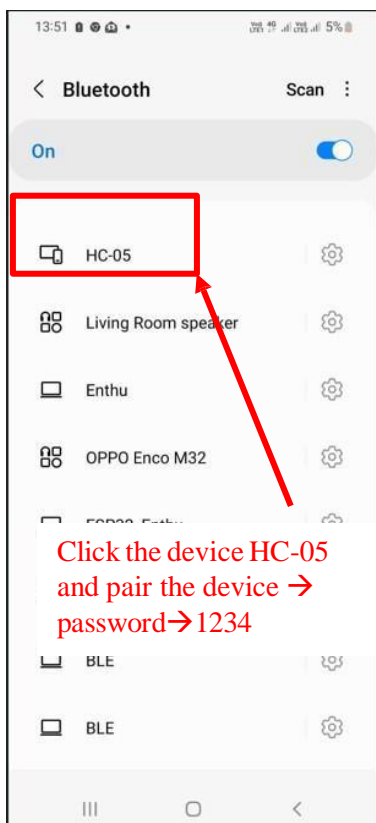 13:51
5%
Bluetooth Scan
On
HC-05
Living Room speaker
Enthu
OPPO Enco M32
Click the device HC-05
and pair the device →
password→1234
BLE
BLE